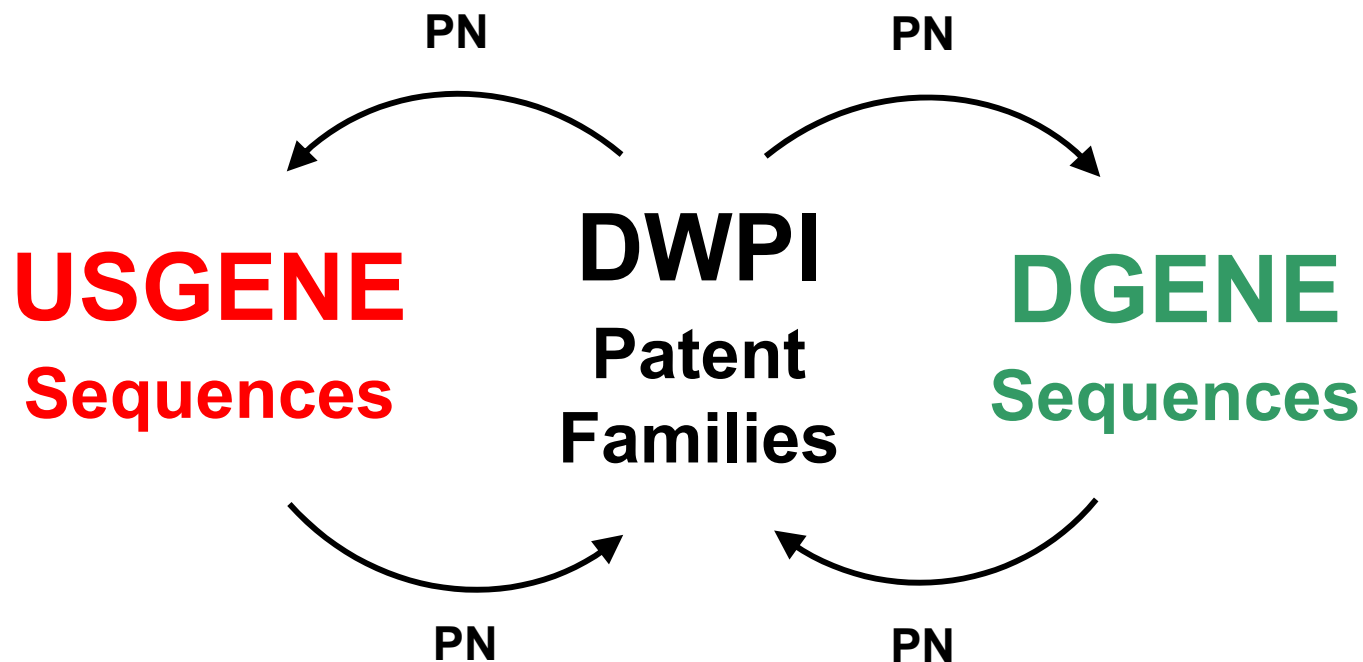 PN
PN
USGENE
Sequences
DWPI
Patent
Families
DGENE
Sequences
PN
PN